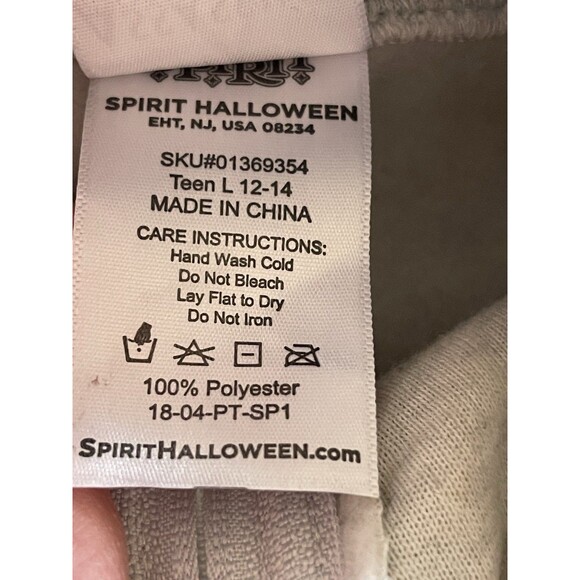 SPIRIT
SPIRIT HALLOWEEN
EHT, NJ, USA 08234
SKU#01369354
Teen L 12-14
MADE IN CHINA
CARE INSTRUCTIONS:
Hand Wash Cold
Do Not Bleach
Lay Flat to Dry
Do Not Iron
100% Polyester
18-04-PT-SP1
SPIRITHALLOWEEN.com